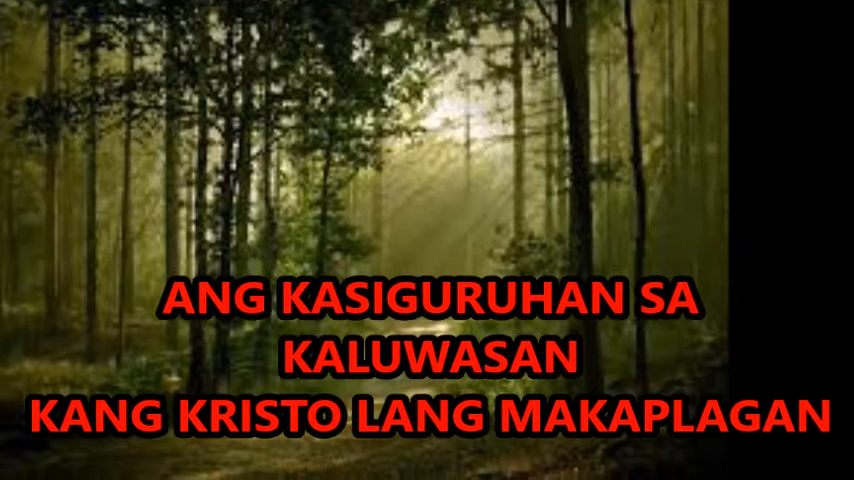 ANG KASIGURUHAN SA
KALUWASAN
KANG KRISTO LANG MAKAPLAGAN